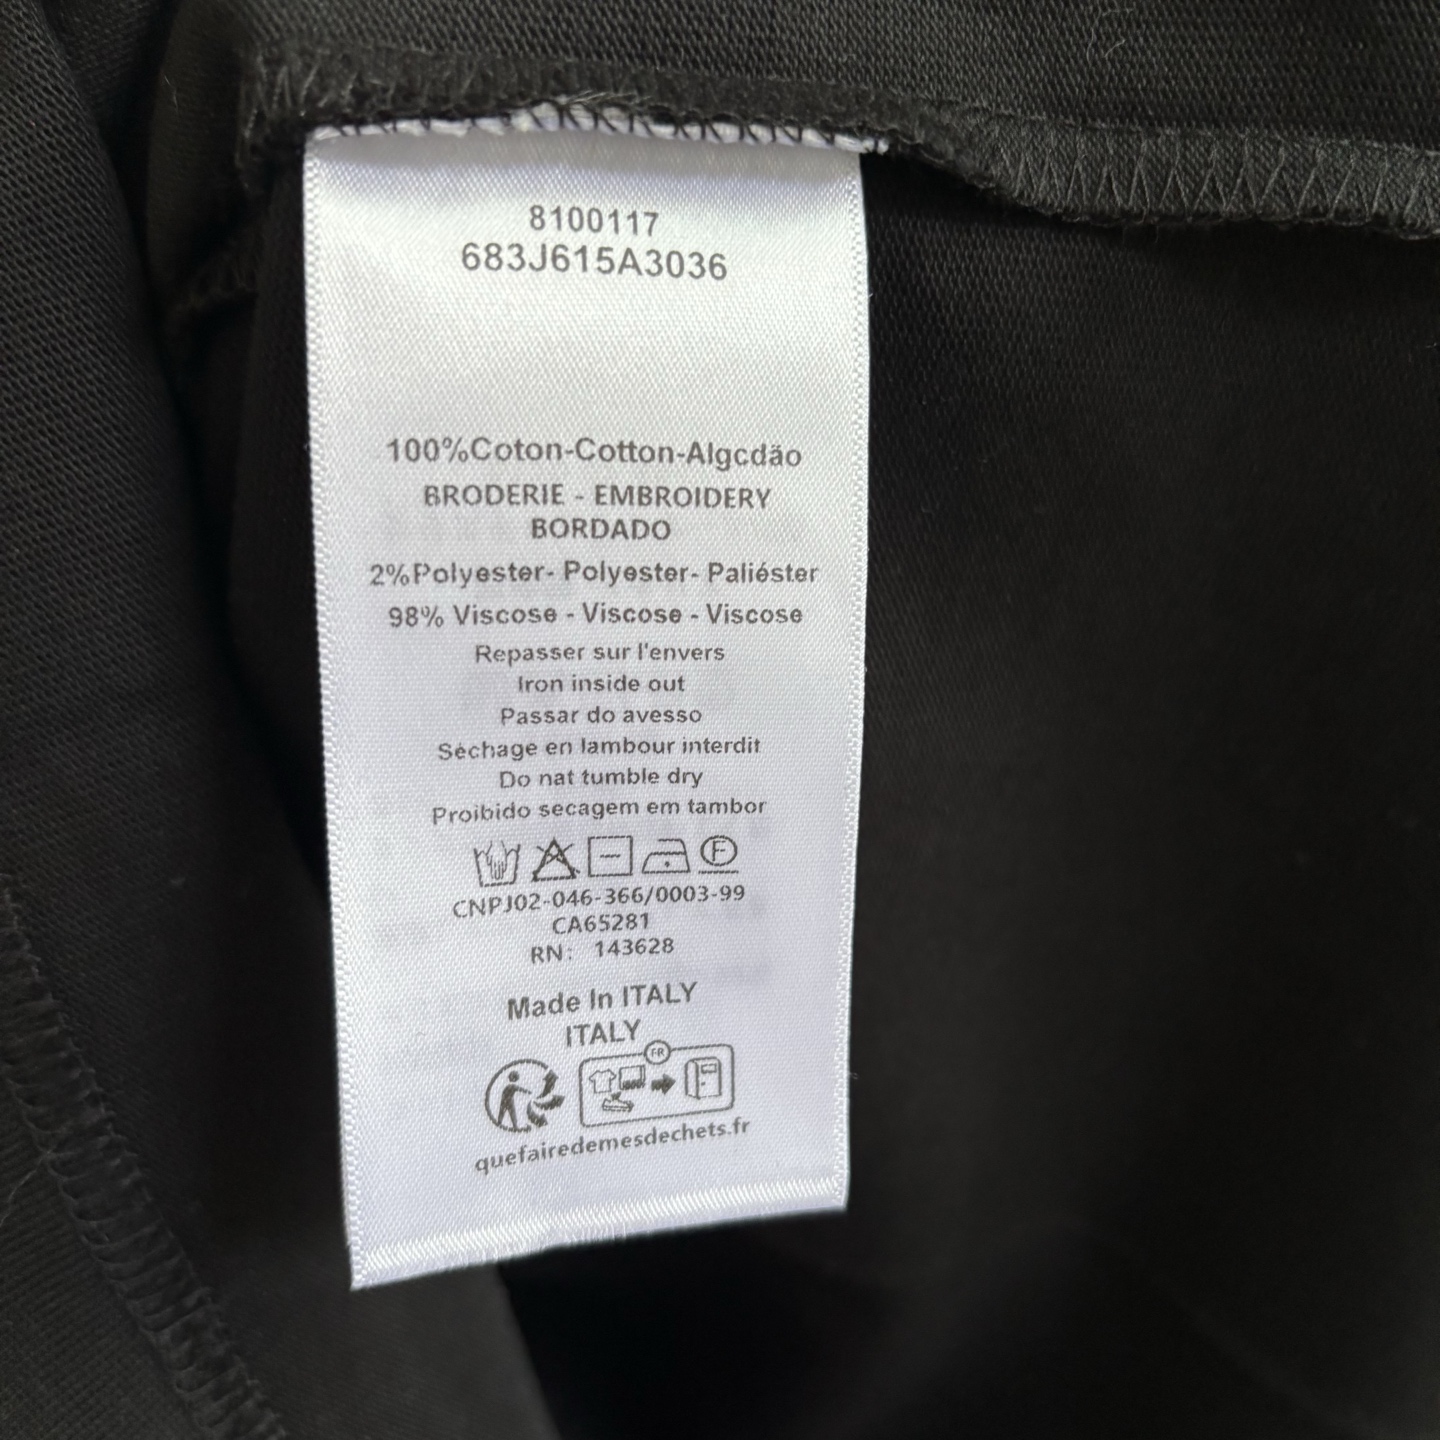 8100117
683J615A3036
100%Coton-Cotton-Algcdão
BRODERIE - EMBROIDERY
BORDADO
2%Polyester- Polyester- Paliéster
98% Viscose - Viscose - Viscose
Repasser sur l'envers
Iron inside out
Passar do avesso
Séchage en lambour interdit
Do nat tumble dry
Proibido secagem em tambor
F
CNPJ02-046-366/0003-99
CA65281
RN: 143628
Made In ITALY
ITALY
FR
quefairedemesdechets.fr